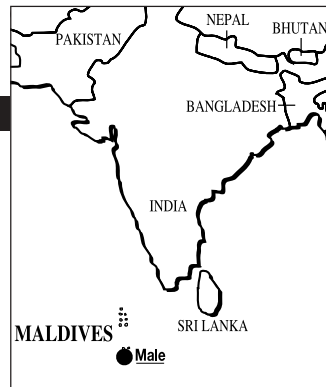 NEPAL
BHUTAN
PAKISTAN
BANGLADESH
INDIA
SRI LANKA
MALDIVES
Male